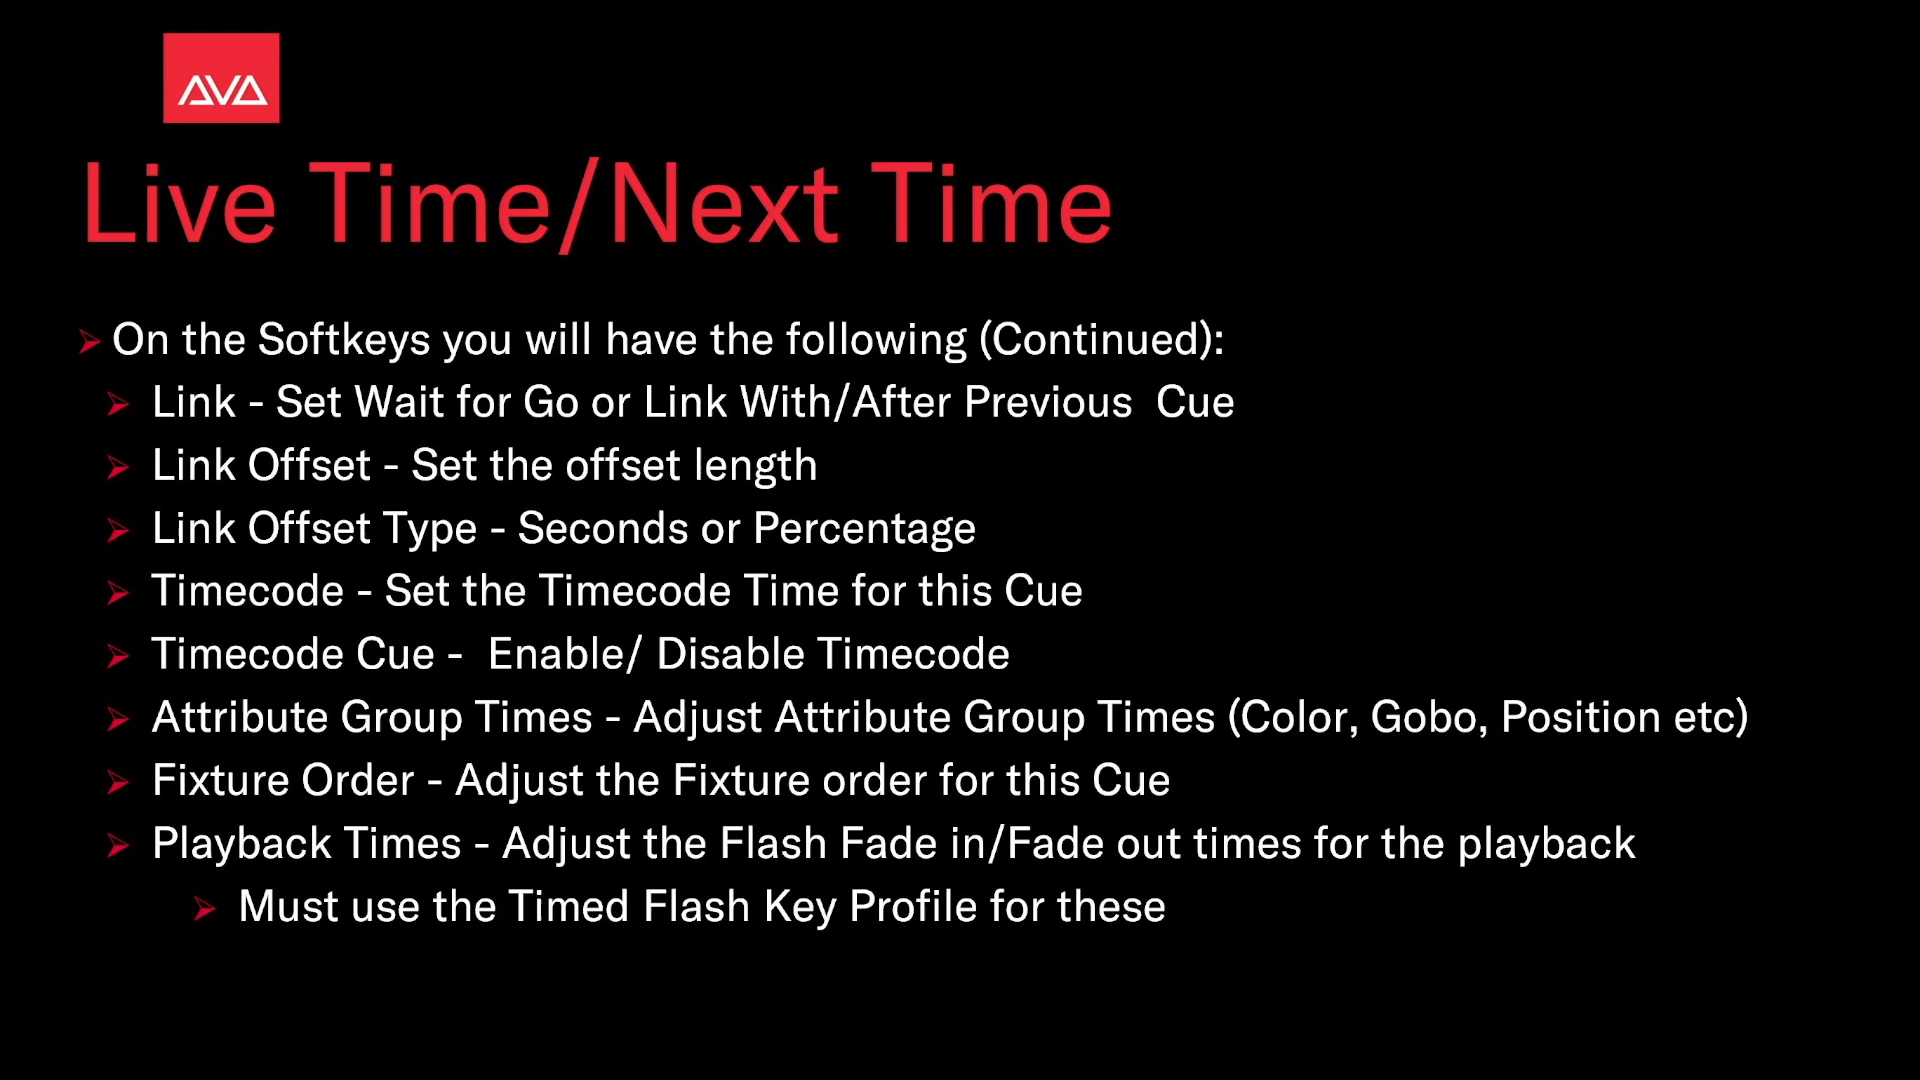 AVA
Live Time/Next Time
On the Softkeys you will have the following (Continued):
Link - Set Wait for Go or Link With/After Previous  Cue
Link Offset - Set the offset length
Link Offset Type - Seconds or Percentage
Timecode - Set the Timecode Time for this Cue
Timecode Cue -  Enable/ Disable Timecode
Attribute Group Times - Adjust Attribute Group Times (Color, Gobo, Position etc)
Fixture Order - Adjust the Fixture order for this Cue
Playback Times - Adjust the Flash Fade in/Fade out times for the playback
Must use the Timed Flash Key Profile for these